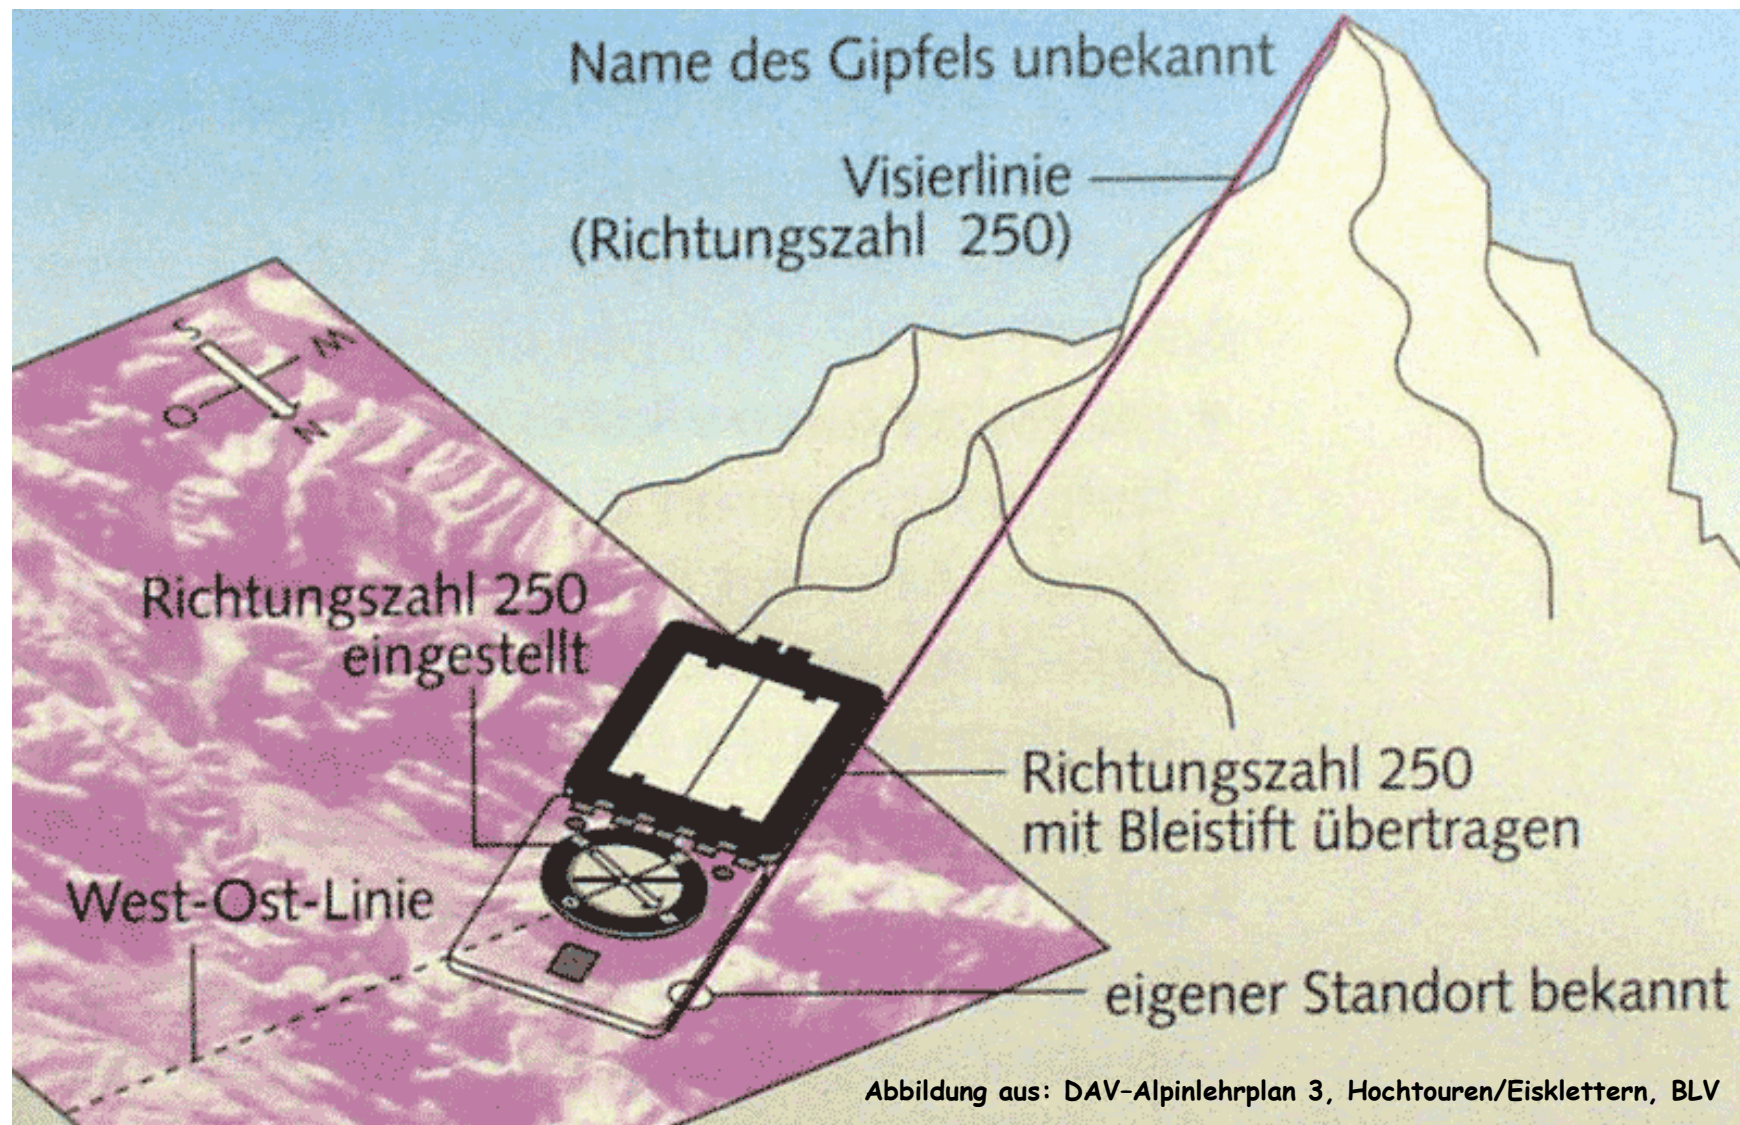 Name des Gipfels unbekannt
Visierlinie
(Richtungszahl 250)
S
W
O
N
Richtungszahl 250
eingestellt
Richtungszahl 250
mit Bleistift übertragen
West-Ost-Linie
eigener Standort bekannt
Abbildung aus: DAV-Alpinlehrplan 3, Hochtouren/Eisklettern, BLV